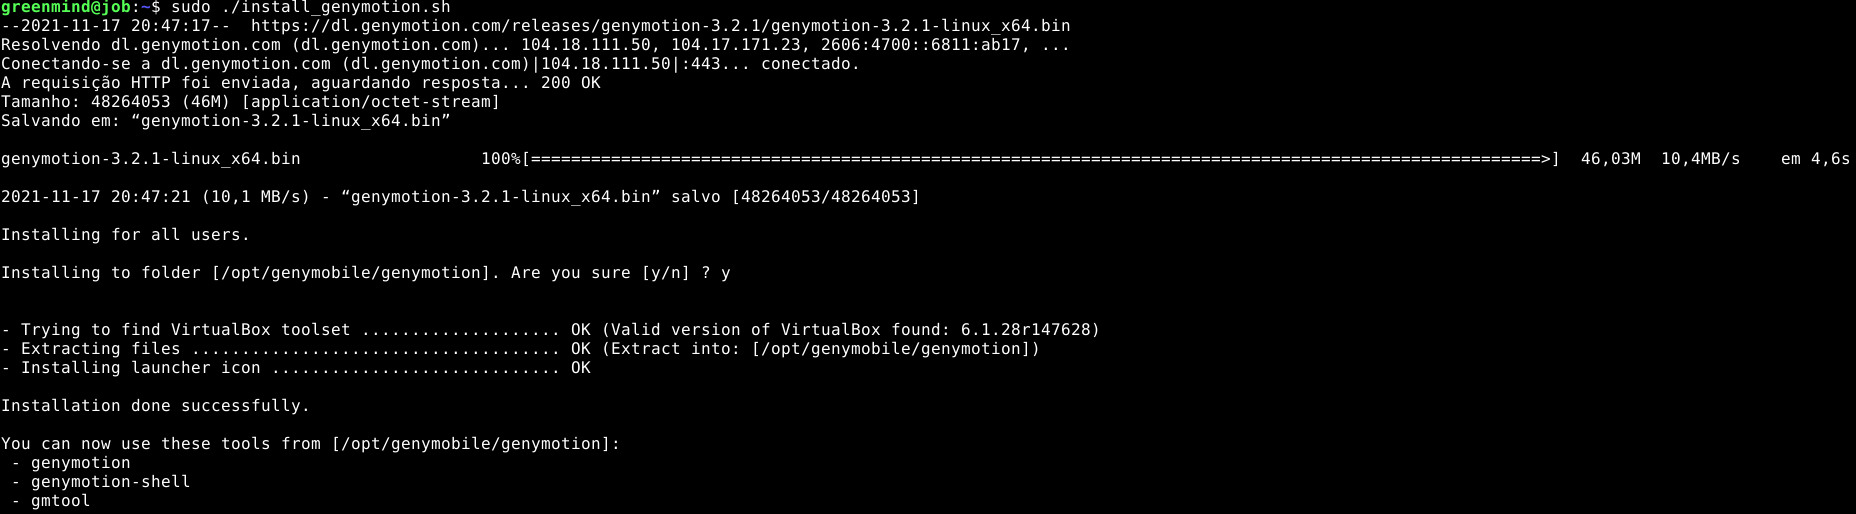 greenmind@job:~$ sudo ./install_genymotion.sh
--2021-11-17 20:47:17--  https://dl.genymotion.com/releases/genymotion-3.2.1/genymotion-3.2.1-linux_x64.bin
Resolvendo dl.genymotion.com (dl.genymotion.com)... 104.18.111.50, 104.17.171.23, 2606:4700::6811:ab17, ...
Conectando-se a dl.genymotion.com (dl.genymotion.com)|104.18.111.50|:443... conectado.
A requisição HTTP foi enviada, aguardando resposta... 200 OK
Tamanho: 48264053 (46M) [application/octet-stream]
Salvando em: “genymotion-3.2.1-linux_x64.bin”
genymotion-3.2.1-linux_x64.bin                  100%[=====================================================================================================>]  46,03M  10,4MB/s    em 4,6s
2021-11-17 20:47:21 (10,1 MB/s) - “genymotion-3.2.1-linux_x64.bin” salvo [48264053/48264053]
Installing for all users.
Installing to folder [/opt/genymobile/genymotion]. Are you sure [y/n] ? y
- Trying to find VirtualBox toolset .................... OK (Valid version of VirtualBox found: 6.1.28r147628)
- Extracting files ..................................... OK (Extract into: [/opt/genymobile/genymotion])
- Installing launcher icon ............................. OK
Installation done successfully.
You can now use these tools from [/opt/genymobile/genymotion]:
 - genymotion
 - genymotion-shell
 - gmtool